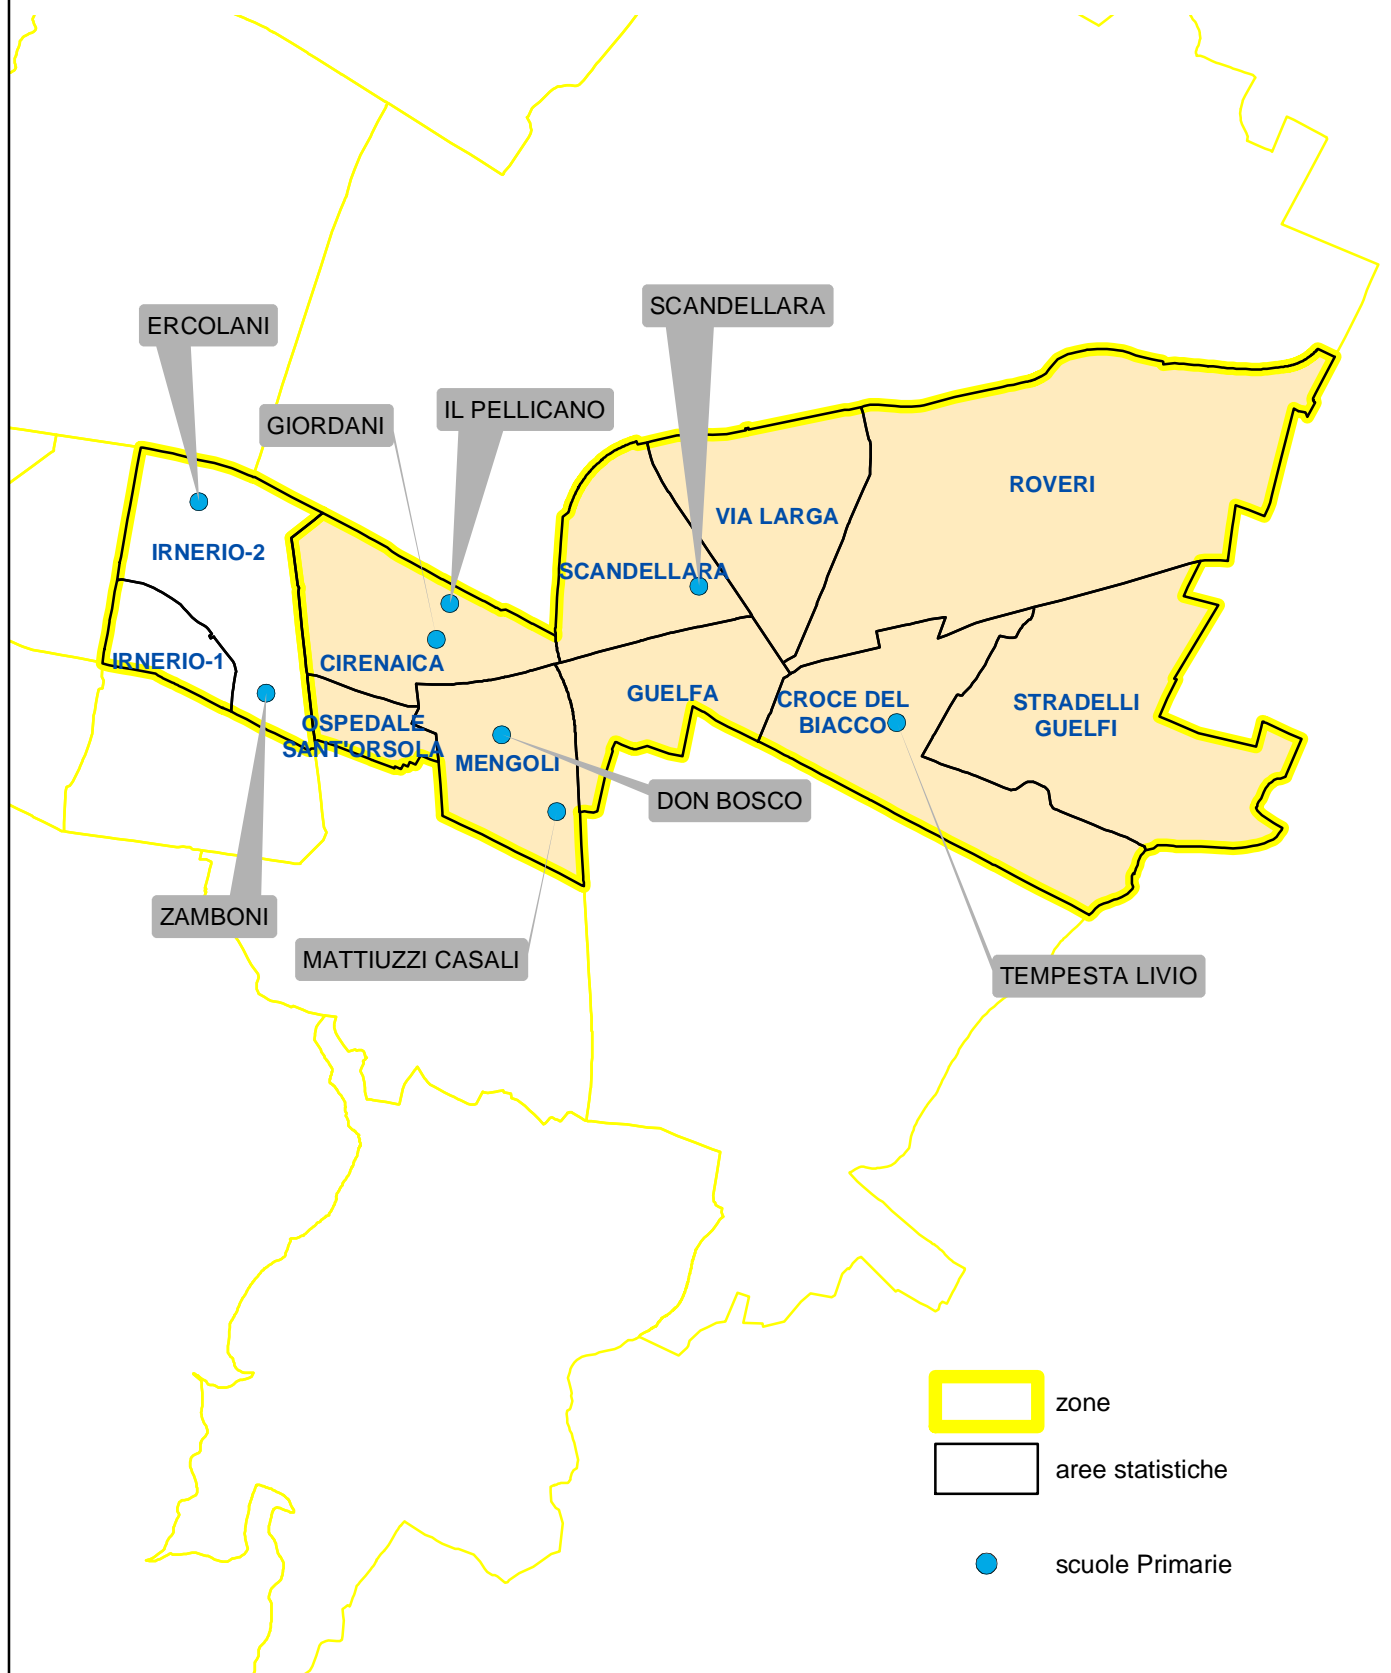 SCANDELLARA
ERCOLANI
IL PELLICANO
GIORDANI
ROVERI
VIA LARGA
IRNERIO-2
SCANDELLARA
IRNERIO-1
CIRENAICA
GUELFA
CROCE DEL
BIACCO
STRADELLI
GUELFI
OSPEDALE
SANT'ORSOLA
MENGOLI
DON BOSCO
ZAMBONI
MATTIUZZI CASALI
TEMPESTA LIVIO
zone
aree statistiche
scuole Primarie